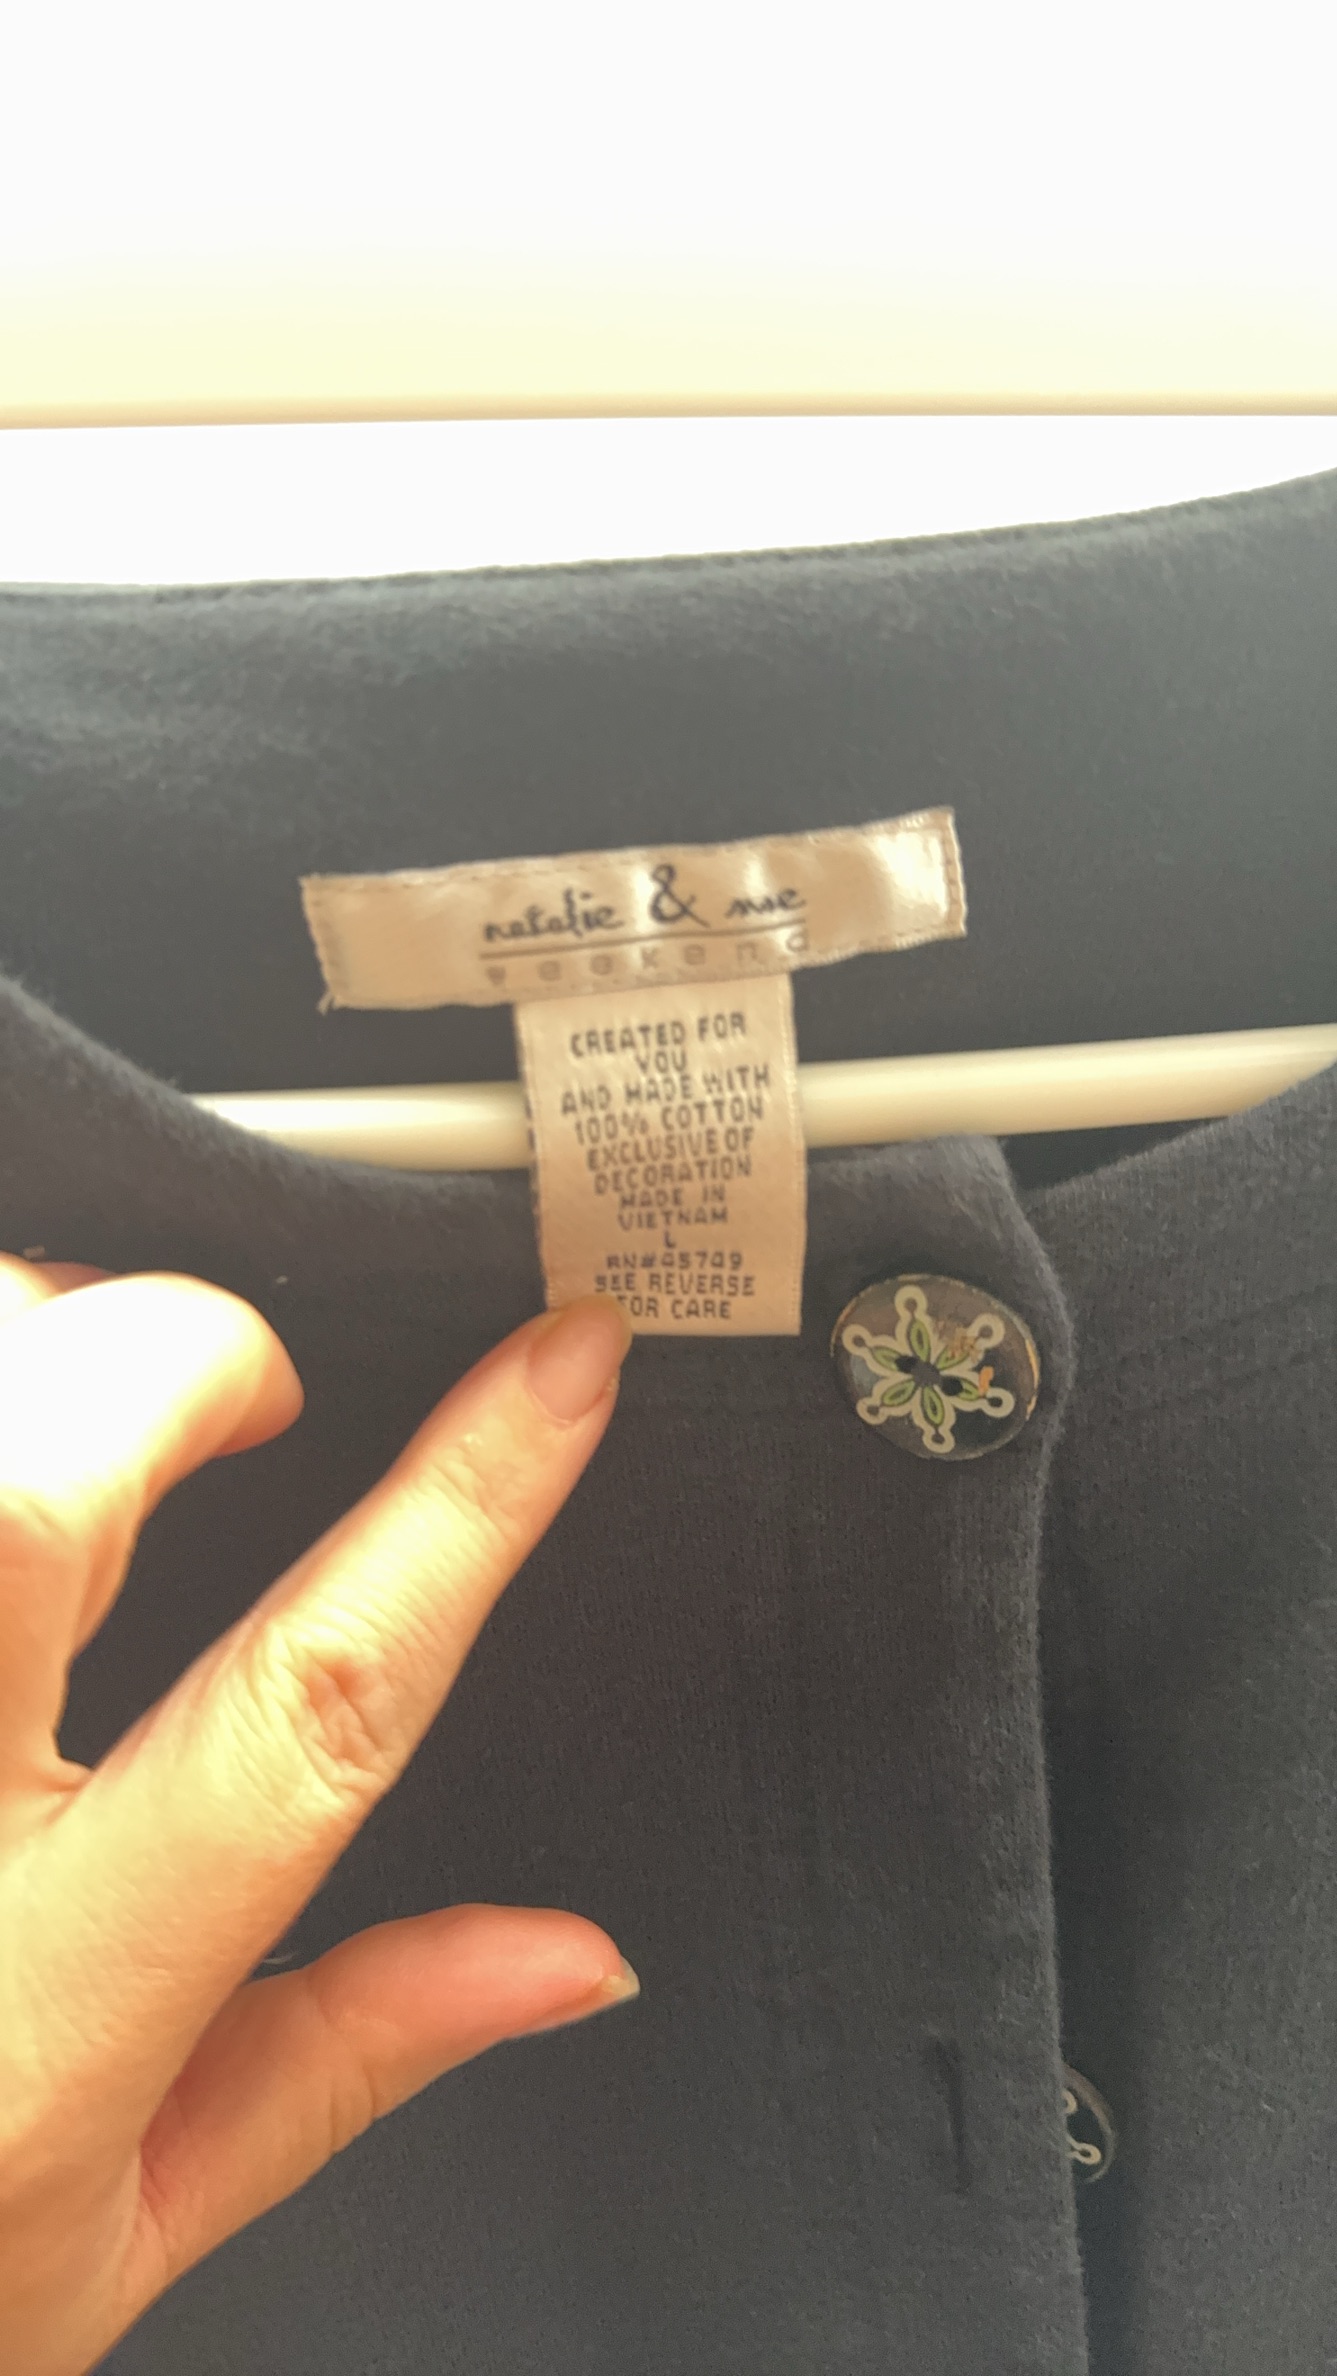 natalie & me
weekend
CREATED FOR
YOU
AND MADE WITH
100% COTTON
EXCLUSIVE OF
DECORATION
MADE IN
VIETNAM
L
RN#45749
SEE REVERSE
FOR CARE